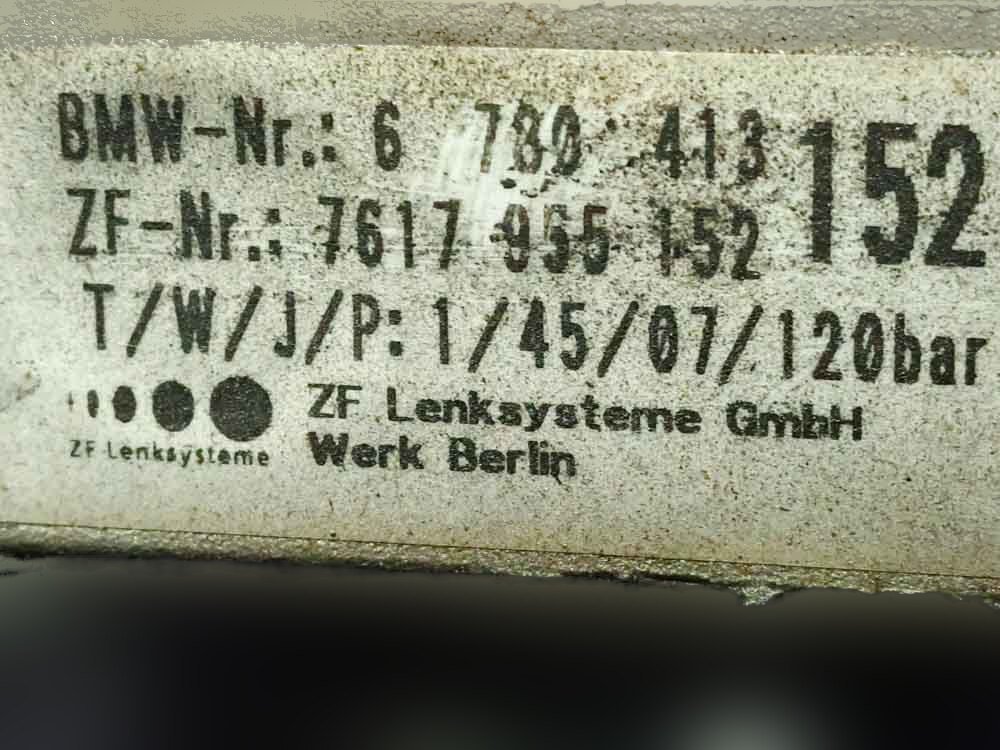 BMW-Nr.: 6 780 413
ZF-Nr.: 7617 955 152
152
T/W/J/P: 1/45/07/120bar
ZF Lenksysteme
ZF Lenksysteme GmbH
Werk Berlin